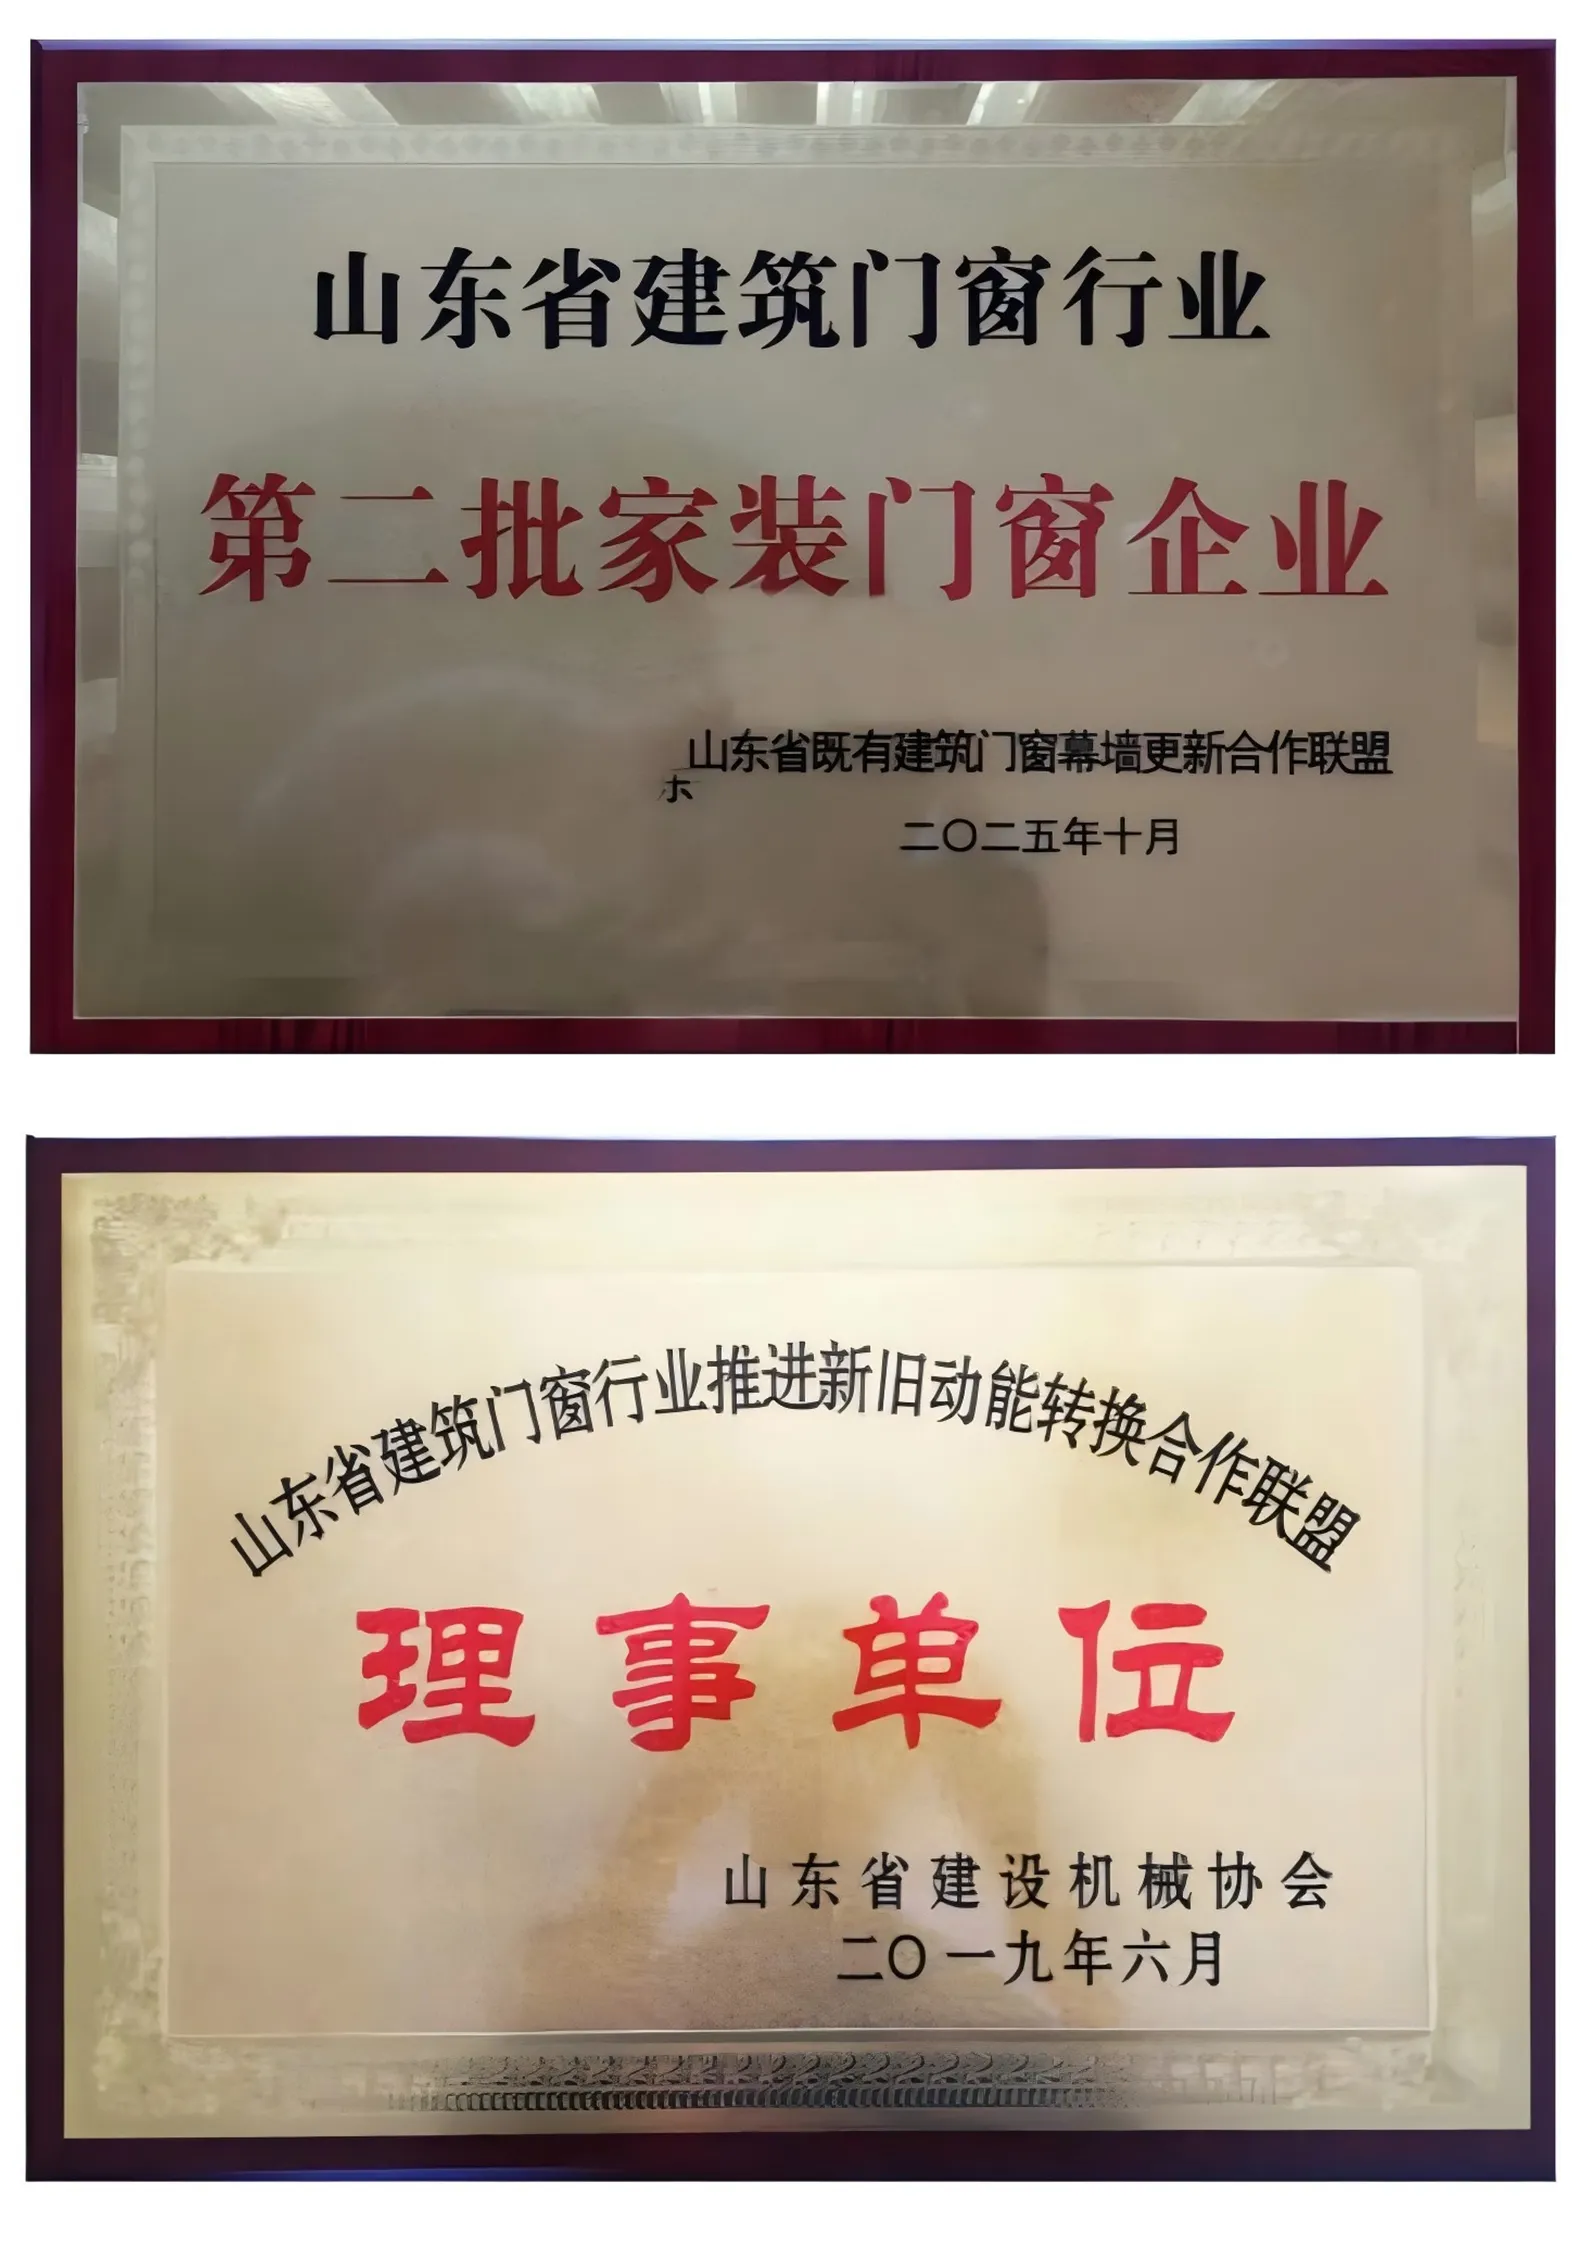 山东省建筑门窗行业
第二批家装门窗企业
山东省既有建筑门窗幕墙更新合作联盟
东
二〇二五年十月
山东省建筑门窗行业推进新旧动能转换合作联盟
理事单位
山东省建设机械协会
二〇一九年六月